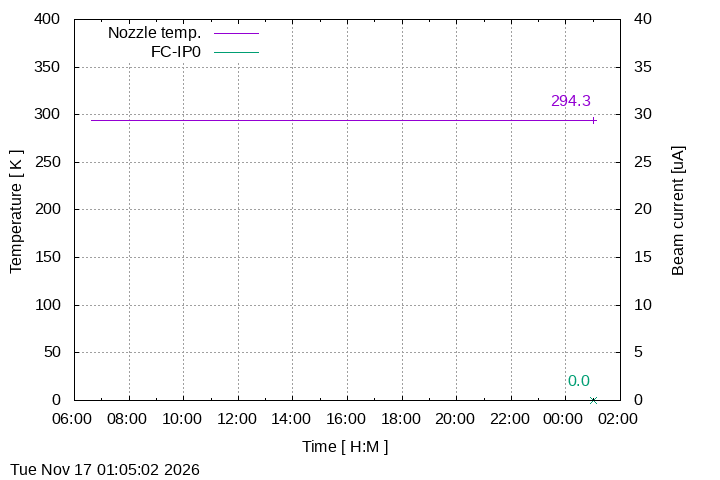 Nozzle temp.
FC-IP0
400
350
300
250
200
150
100
50
0
Temperature [ K ]
40
35
30
25
20
15
10
5
0
Beam current [uA]
294.3
0.0
06:00 08:00 10:00 12:00 14:00 16:00 18:00 20:00 22:00 00:00 02:00
Time [ H:M ]
Tue Nov 17 01:05:02 2026